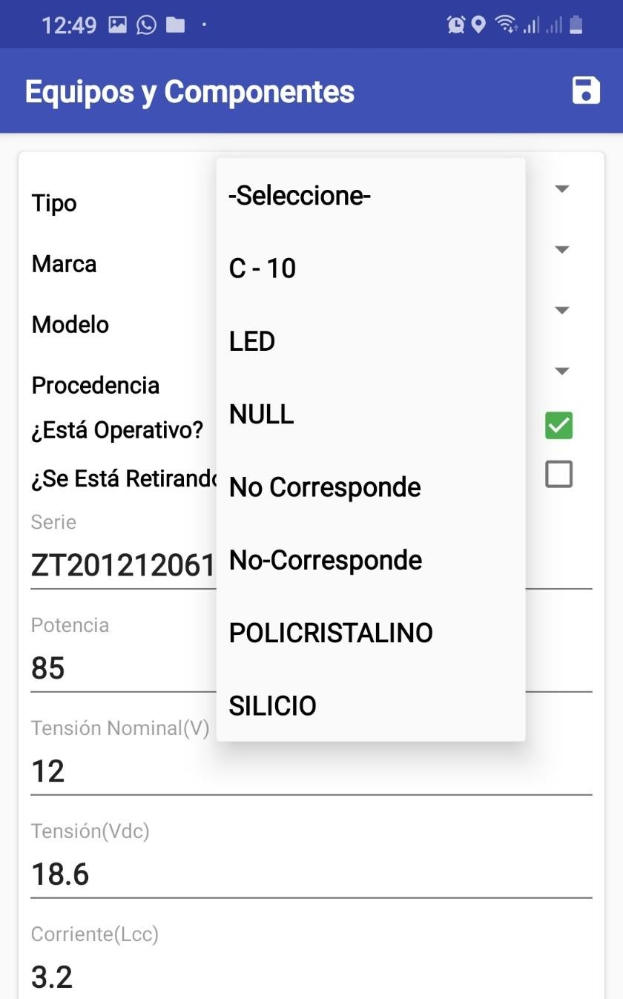 12:49
Equipos y Componentes
-Seleccione-
Tipo
Marca
C - 10
Modelo
LED
Procedencia
NULL
¿Está Operativo?
¿Se Está Retirando
No Corresponde
Serie
ZT201212061
No-Corresponde
Potencia
POLICRISTALINO
85
SILICIO
Tensión Nominal(V)
12
Tensión(Vdc)
18.6
Corriente(Lcc)
3.2